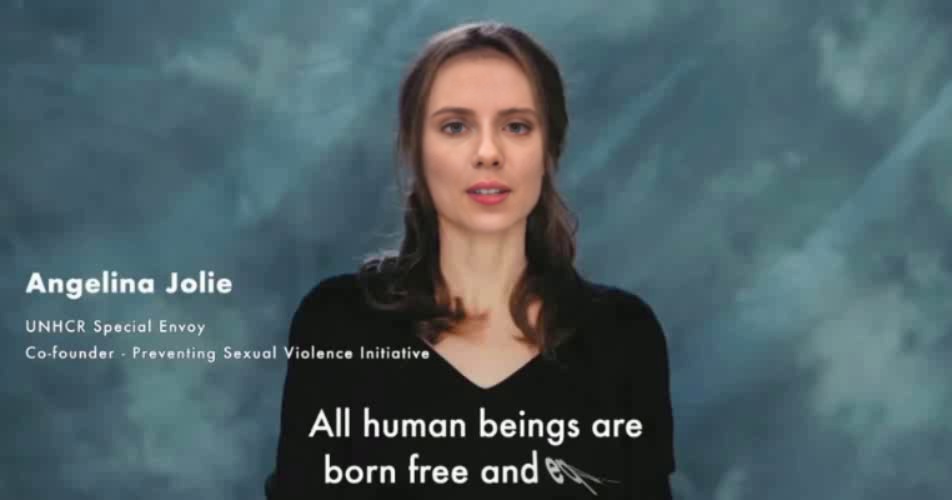 Angelina Jolie
UNHCR Special Envoy
Co-founder - Preventing Sexual Violence Initiative
All human beings are
born free and